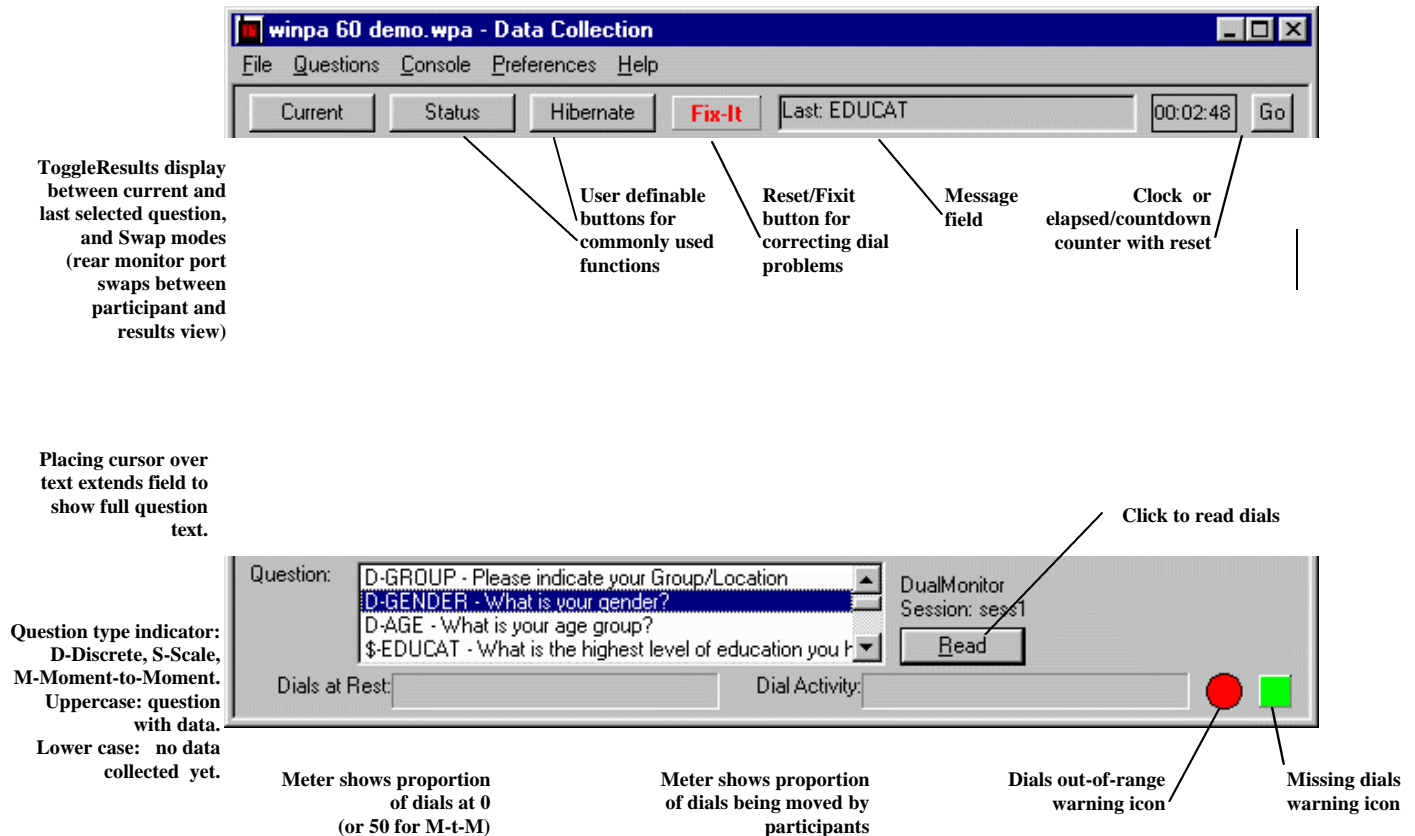 winpa 60 demo.wpa - Data Collection
File Questions Console Preferences Help
Current Status Hibernate Fix-It Last: EDUCAT 00:02:48 Go
ToggleResults display
between current and
last selected question,
and Swap modes
(rear monitor port
swaps between
participant and
results view)
User definable
buttons for
commonly used
functions
Reset/Fixit
button for
correcting dial
problems
Message
field
Clock or
elapsed/countdown
counter with reset
Placing cursor over
text extends field to
show full question
text.
Click to read dials
Question:
D-GROUP - Please indicate your Group/Location
D-GENDER - What is your gender?
D-AGE - What is your age group?
$-EDUCAT - What is the highest level of education you h
DualMonitor
Session: sess1
Read
Dials at Rest: Dial Activity:
Question type indicator:
D-Discrete, S-Scale,
M-Moment-to-Moment.
Uppercase: question
with data.
Lower case: no data
collected yet.
Meter shows proportion
of dials at 0
(or 50 for M-t-M)
Meter shows proportion
of dials being moved by
participants
Dials out-of-range
warning icon
Missing dials
warning icon